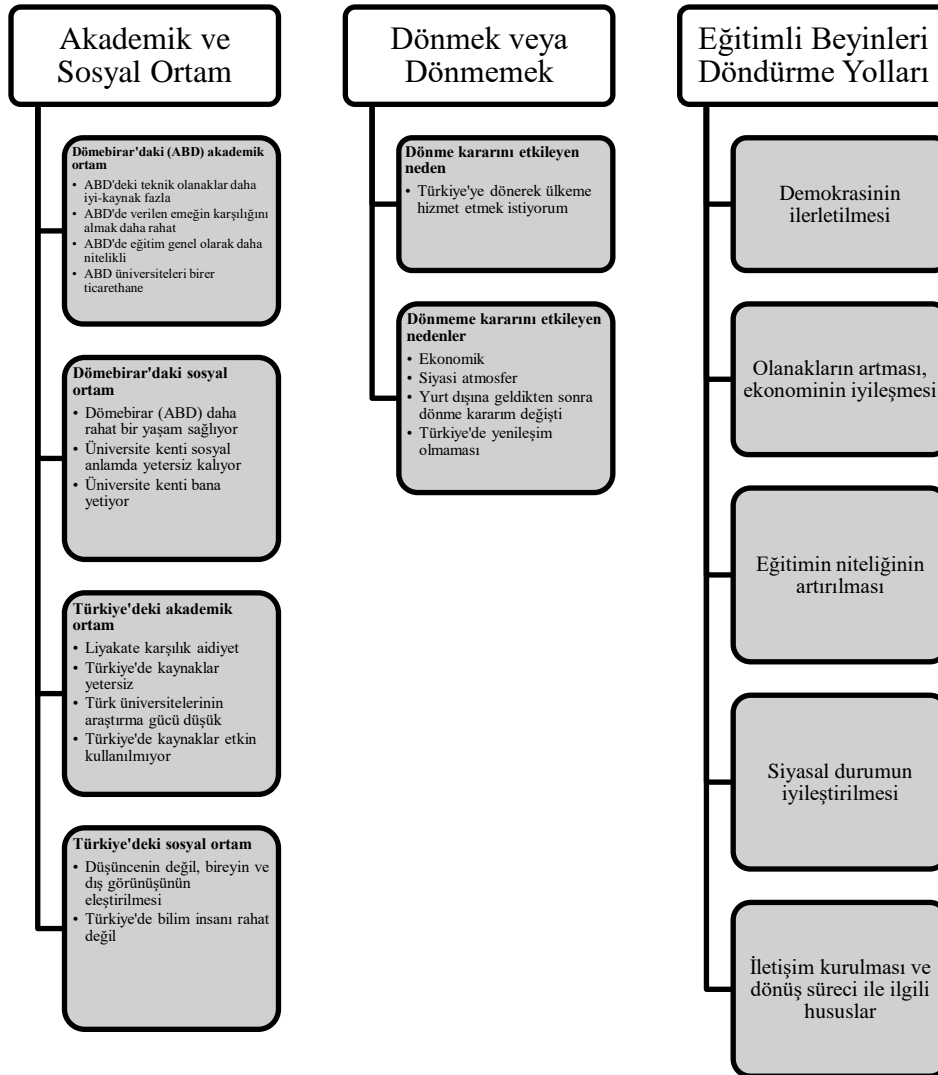 Akademik ve
Sosyal Ortam
Dömebirar'daki (ABD) akademik
ortam
• ABD'deki teknik olanaklar daha
iyi-kaynak fazla
• ABD'de verilen emeğin karşılığını
almak daha rahat
• ABD'de eğitim genel olarak daha
nitelikli
• ABD üniversiteleri birer
ticarethane
Dömebirar'daki sosyal
ortam
• Dömebirar (ABD) daha
rahat bir yaşam sağlıyor
• Üniversite kenti sosyal
anlamda yetersiz kalıyor
• Üniversite kenti bana
yetiyor
Türkiye'deki akademik
ortam
• Liyakate karşılık aidiyet
• Türkiye'de kaynaklar
yetersiz
• Türk üniversitelerinin
araştırma gücü düşük
• Türkiye'de kaynaklar etkin
kullanılmıyor
Türkiye'deki sosyal ortam
• Düşüncenin değil, bireyin ve
dış görünüşünün
eleştirilmesi
• Türkiye'de bilim insanı rahat
değil
Dönmek veya
Dönmemek
Dönme kararını etkileyen
neden
• Türkiye'ye dönerek ülkeme
hizmet etmek istiyorum
Dönmeme kararını etkileyen
nedenler
• Ekonomik
• Siyasi atmosfer
• Yurt dışına geldikten sonra
dönme kararım değişti
• Türkiye'de yenileşim
olmaması
Eğitimli Beyinleri
Döndürme Yolları
Demokrasinin
ilerletilmesi
Olanakların artması,
ekonominin iyileşmesi
Eğitimin niteliğinin
artırılması
Siyasal durumun
iyileştirilmesi
İletişim kurulması ve
dönüş süreci ile ilgili
hususlar